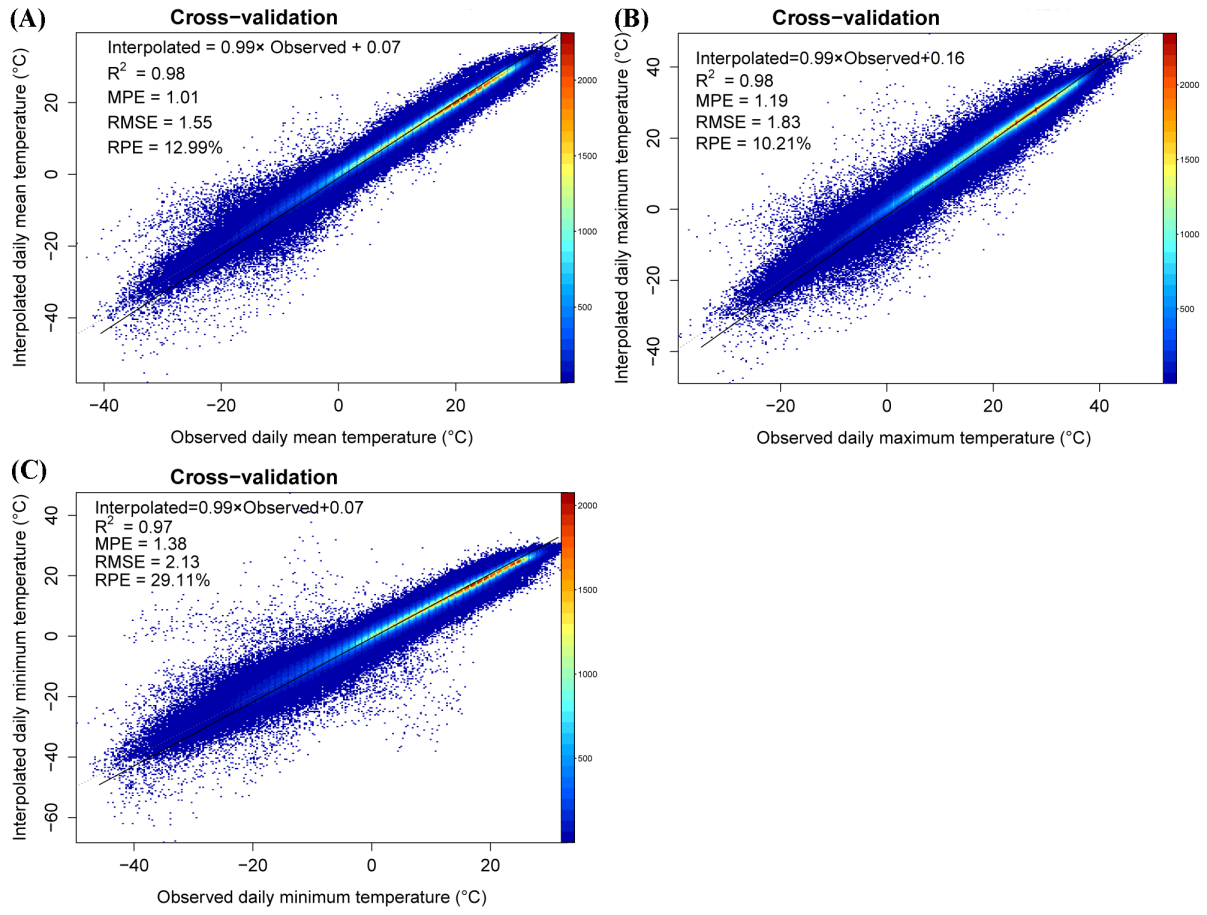 (A)
Cross−validation
Interpolated = 0.99× Observed + 0.07
R² = 0.98
MPE = 1.01
RMSE = 1.55
RPE = 12.99%
Interpolated daily mean temperature (°C)
20
0
−20
−40
−40 −20 0 20
Observed daily mean temperature (°C)
2000
1500
1000
500
(B)
Cross−validation
Interpolated=0.99×Observed+0.16
R² = 0.98
MPE = 1.19
RMSE = 1.83
RPE = 10.21%
Interpolated daily maximum temperature (°C)
40
20
0
−20
−40
−20 0 20 40
Observed daily maximum temperature (°C)
2000
1500
1000
500
(C)
Cross−validation
Interpolated=0.99×Observed+0.07
R² = 0.97
MPE = 1.38
RMSE = 2.13
RPE = 29.11%
Interpolated daily minimum temperature (°C)
40
20
0
−20
−40
−60
−40 −20 0 20
Observed daily minimum temperature (°C)
2000
1500
1000
500